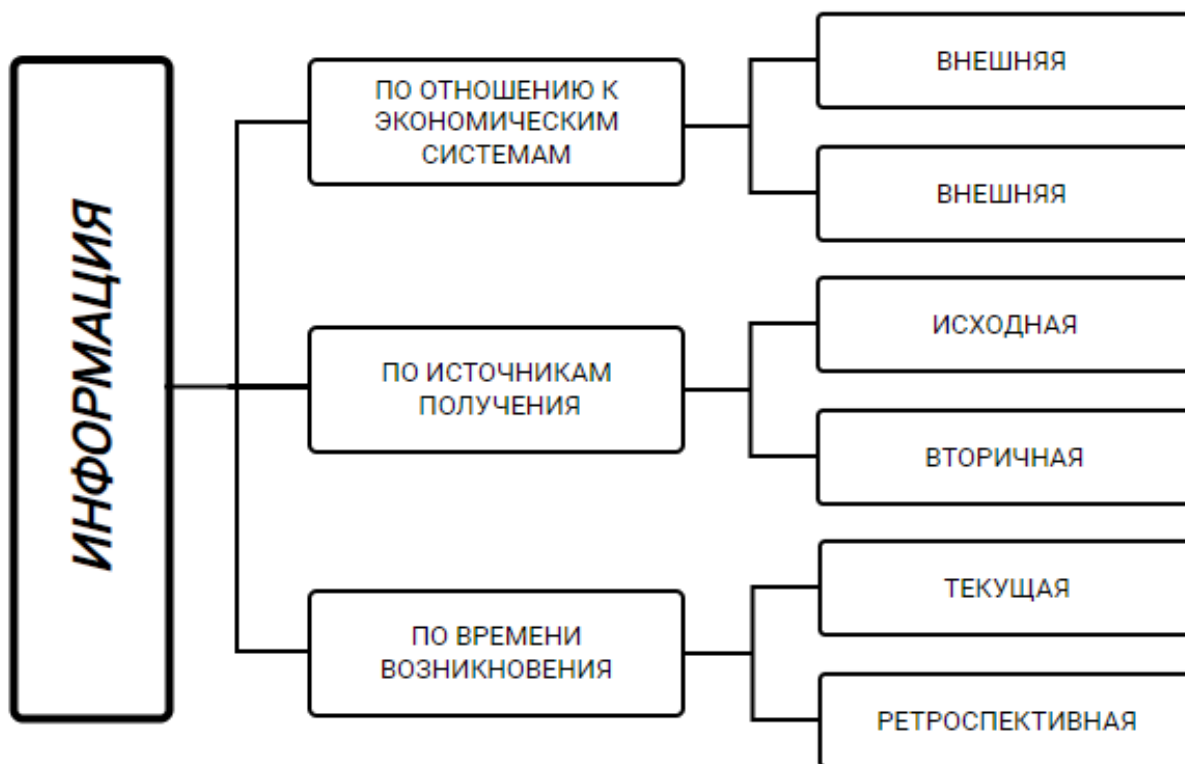 ИНФОРМАЦИЯ
ПО ОТНОШЕНИЮ К
ЭКОНОМИЧЕСКИМ
СИСТЕМАМ
ВНЕШНЯЯ
ВНЕШНЯЯ
ПО ИСТОЧНИКАМ
ПОЛУЧЕНИЯ
ИСХОДНАЯ
ВТОРИЧНАЯ
ПО ВРЕМЕНИ
ВОЗНИКНОВЕНИЯ
ТЕКУЩАЯ
РЕТРОСПЕКТИВНАЯ